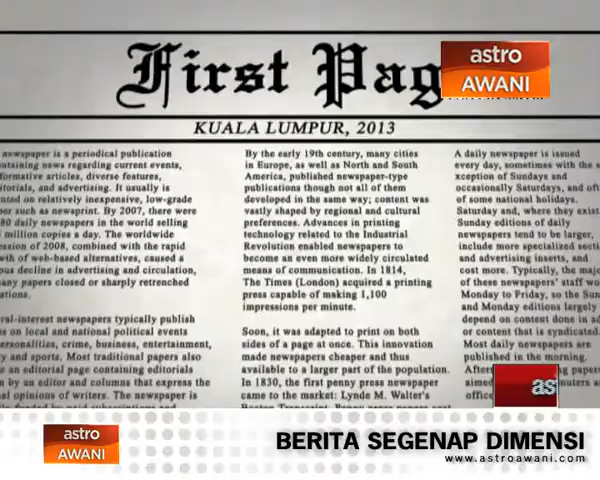 First Pag
astro
AWANI
KUALA LUMPUR, 2013
newspaper is a periodical publication
ntaining news regarding current events,
formative articles, diverse features,
itorials, and advertising. It usually is
nted on relatively inexpensive, low-grade
per such as newsprint. By 2007, there were
80 daily newspapers in the world selling
million copies a day. The worldwide
ession of 2008, combined with the rapid
wth of web-based alternatives, caused a
ous decline in advertising and circulation,
any papers closed or sharply retrenched
ations.
ral-interest newspapers typically publish
es on local and national political events
ersonalities, crime, business, entertainment,
y and sports. Most traditional papers also
e an editorial page containing editorials
n by an editor and columns that express the
al opinions of writers. The newspaper is
By the early 19th century, many cities
in Europe, as well as North and South
America, published newspaper-type
publications though not all of them
developed in the same way; content was
vastly shaped by regional and cultural
preferences. Advances in printing
technology related to the Industrial
Revolution enabled newspapers to
become an even more widely circulated
means of communication. In 1814,
The Times (London) acquired a printing
press capable of making 1,100
impressions per minute.
Soon, it was adapted to print on both
sides of a page at once. This innovation
made newspapers cheaper and thus
available to a larger part of the population.
In 1830, the first penny press newspaper
came to the market: Lynde M. Walter's
A daily newspaper is issued
every day, sometimes with the e
xception of Sundays and
occasionally Saturdays, and oft
of some national holidays.
Saturday and, where they exist
Sunday editions of daily
newspapers tend to be larger,
include more specialized secti
and advertising inserts, and
cost more. Typically, the majo
of these newspapers' staff wo
Monday to Friday, so the Sun
and Monday editions largely
depend on content done in ad
or content that is syndicated.
Most daily newspapers are
published in the morning.
After
ng papers
aimed
muters an
office
as
astro
AWANI
BERITA SEGENAP DIMENSI
www.astroawani.com